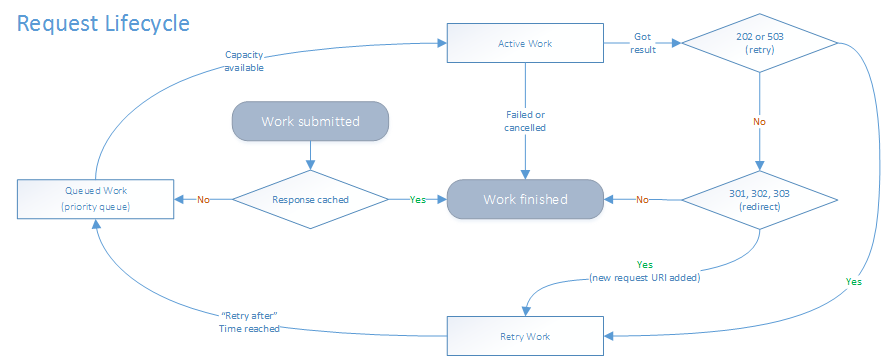 Request Lifecycle
Capacity
available
Active Work
Got
result
202 or 503
(retry)
Work submitted
Failed or
cancelled
No
Queued Work
(priority queue)
No
Response cached
Yes
Work finished
No
301, 302, 303
(redirect)
Yes
(new request URI added)
Yes
“Retry after”
Time reached
Retry Work